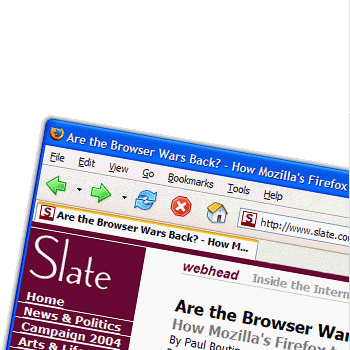 Are the Browser Wars Back? - How Mozilla's Firefox
File Edit View Go Bookmarks Tools Help
http://www.slate.co
Are the Browser Wars Back? - How M...
Slate
webhead Inside the Intern
Home
News & Politics
Campaign 2004
Arts & Life
Are the Browser War
How Mozilla's Firefox t
By Paul Boutin